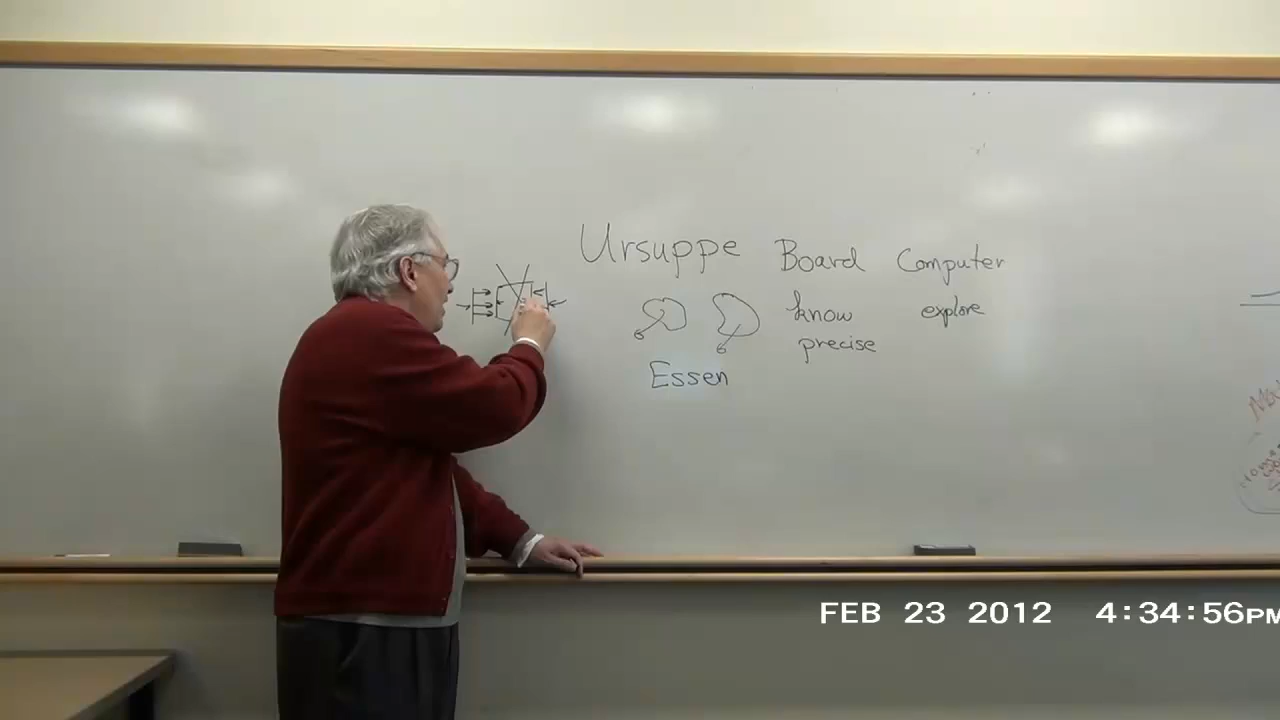 Ursuppe Board Computer
know explore
precise
Essen
FEB 23 2012 4:34:56PM